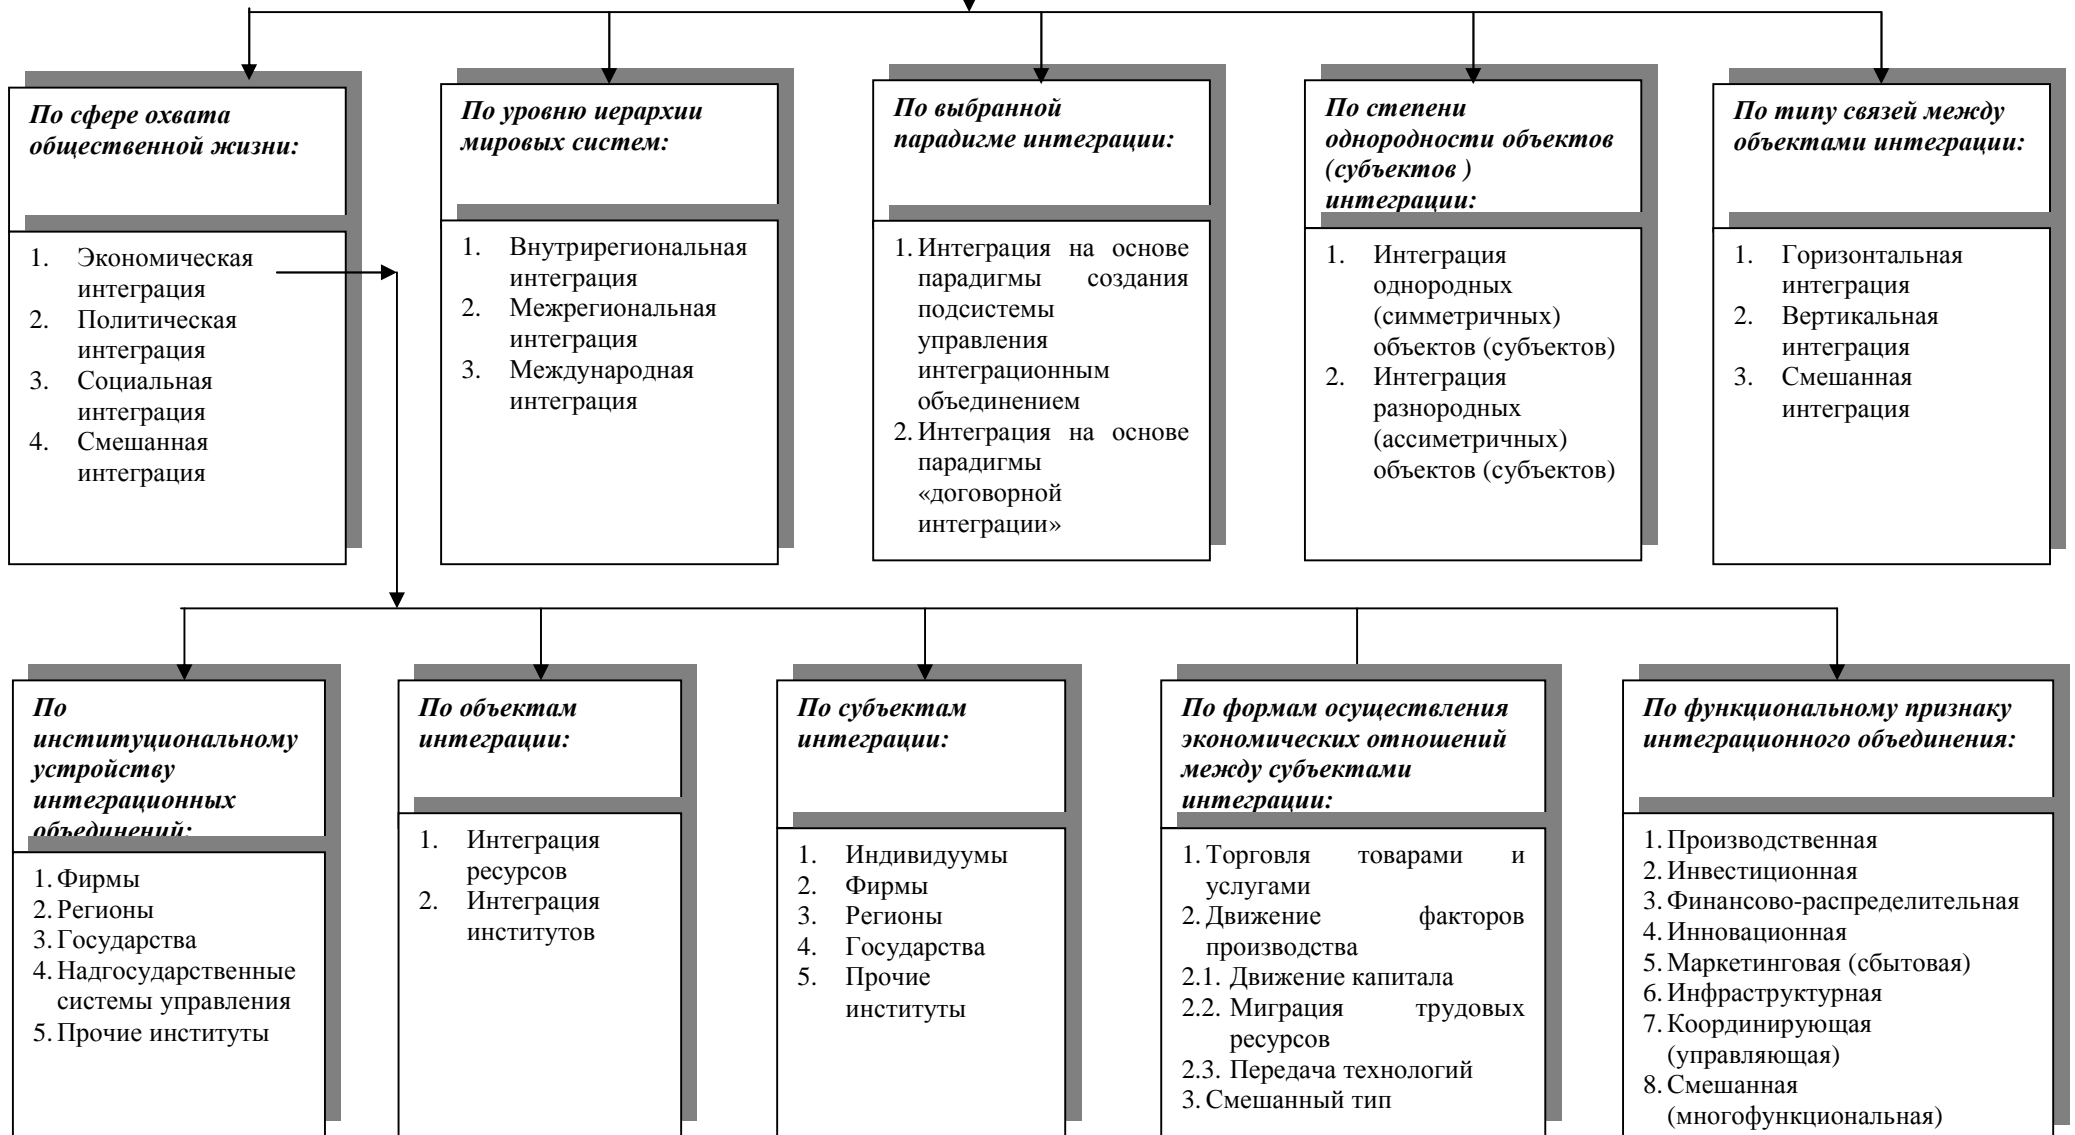 По сфере охвата
общественной жизни:
1. Экономическая
интеграция
2. Политическая
интеграция
3. Социальная
интеграция
4. Смешанная
интеграция
По уровню иерархии
мировых систем:
1. Внутрирегиональная
интеграция
2. Межрегиональная
интеграция
3. Международная
интеграция
По выбранной
парадигме интеграции:
1. Интеграция на основе
парадигмы создания
подсистемы
управления
интеграционным
объединением
2. Интеграция на основе
парадигмы
«договорной
интеграции»
По степени
однородности объектов
(субъектов )
интеграции:
1. Интеграция
однородных
(симметричных)
объектов (субъектов)
2. Интеграция
разнородных
(ассиметричных)
объектов (субъектов)
По типу связей между
объектами интеграции:
1. Горизонтальная
интеграция
2. Вертикальная
интеграция
3. Смешанная
интеграция
По
институциональному
устройству
интеграционных
объединений:
1. Фирмы
2. Регионы
3. Государства
4. Надгосударственные
системы управления
5. Прочие институты
По объектам
интеграции:
1. Интеграция
ресурсов
2. Интеграция
институтов
По субъектам
интеграции:
1. Индивидуумы
2. Фирмы
3. Регионы
4. Государства
5. Прочие
институты
По формам осуществления
экономических отношений
между субъектами
интеграции:
1. Торговля товарами и
услугами
2. Движение факторов
производства
2.1. Движение капитала
2.2. Миграция трудовых
ресурсов
2.3. Передача технологий
3. Смешанный тип
По функциональному признаку
интеграционного объединения:
1. Производственная
2. Инвестиционная
3. Финансово-распределительная
4. Инновационная
5. Маркетинговая (сбытовая)
6. Инфраструктурная
7. Координирующая
(управляющая)
8. Смешанная
(многофункциональная)